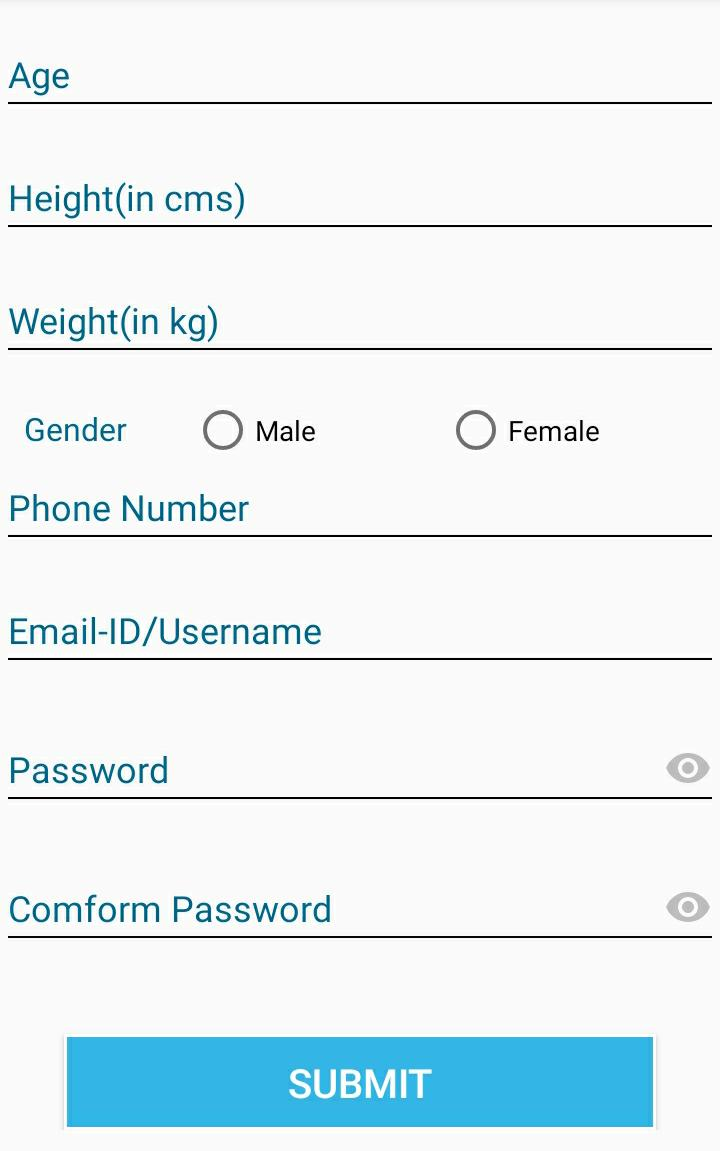 Age
Height(in cms)
Weight(in kg)
Gender Male Female
Phone Number
Email-ID/Username
Password
Comform Password
SUBMIT